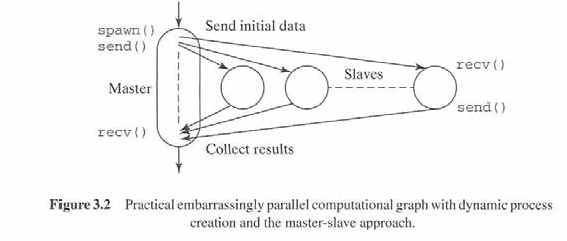 spawn()
send()
Send initial data
recv()
Slaves
Master
send()
recv()
Collect results
Figure 3.2 Practical embarrassingly parallel computational graph with dynamic process
creation and the master-slave approach.